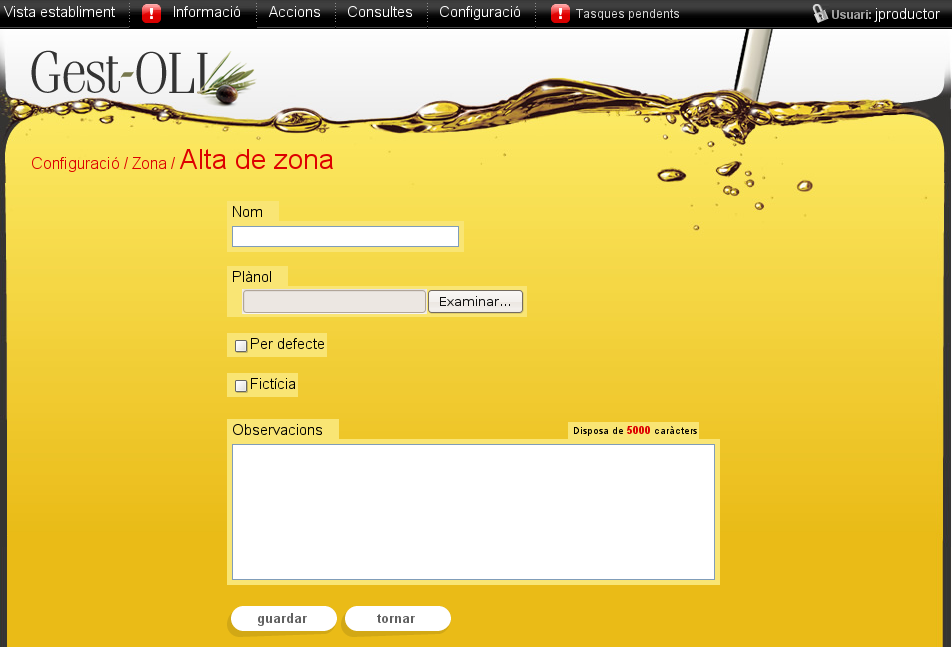 Vista establiment Informació Accions Consultes Configuració Tasques pendents Usuari: jproductor
Gest-OLI
Configuració / Zona / Alta de zona
Nom
Plànol
Examinar...
Per defecte
Fictícia
Observacions Disposa de 5000 caràcters
guardar tornar